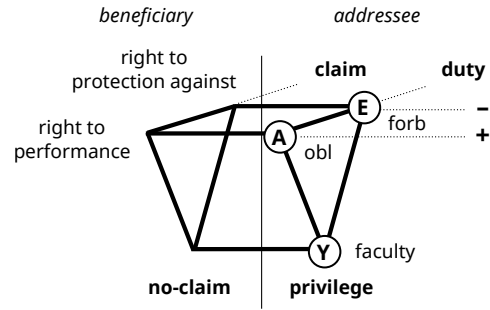 beneficiary addressee
right to
protection against
claim duty
E
–
forb
right to
performance
A
+
obl
Y
faculty
no-claim privilege